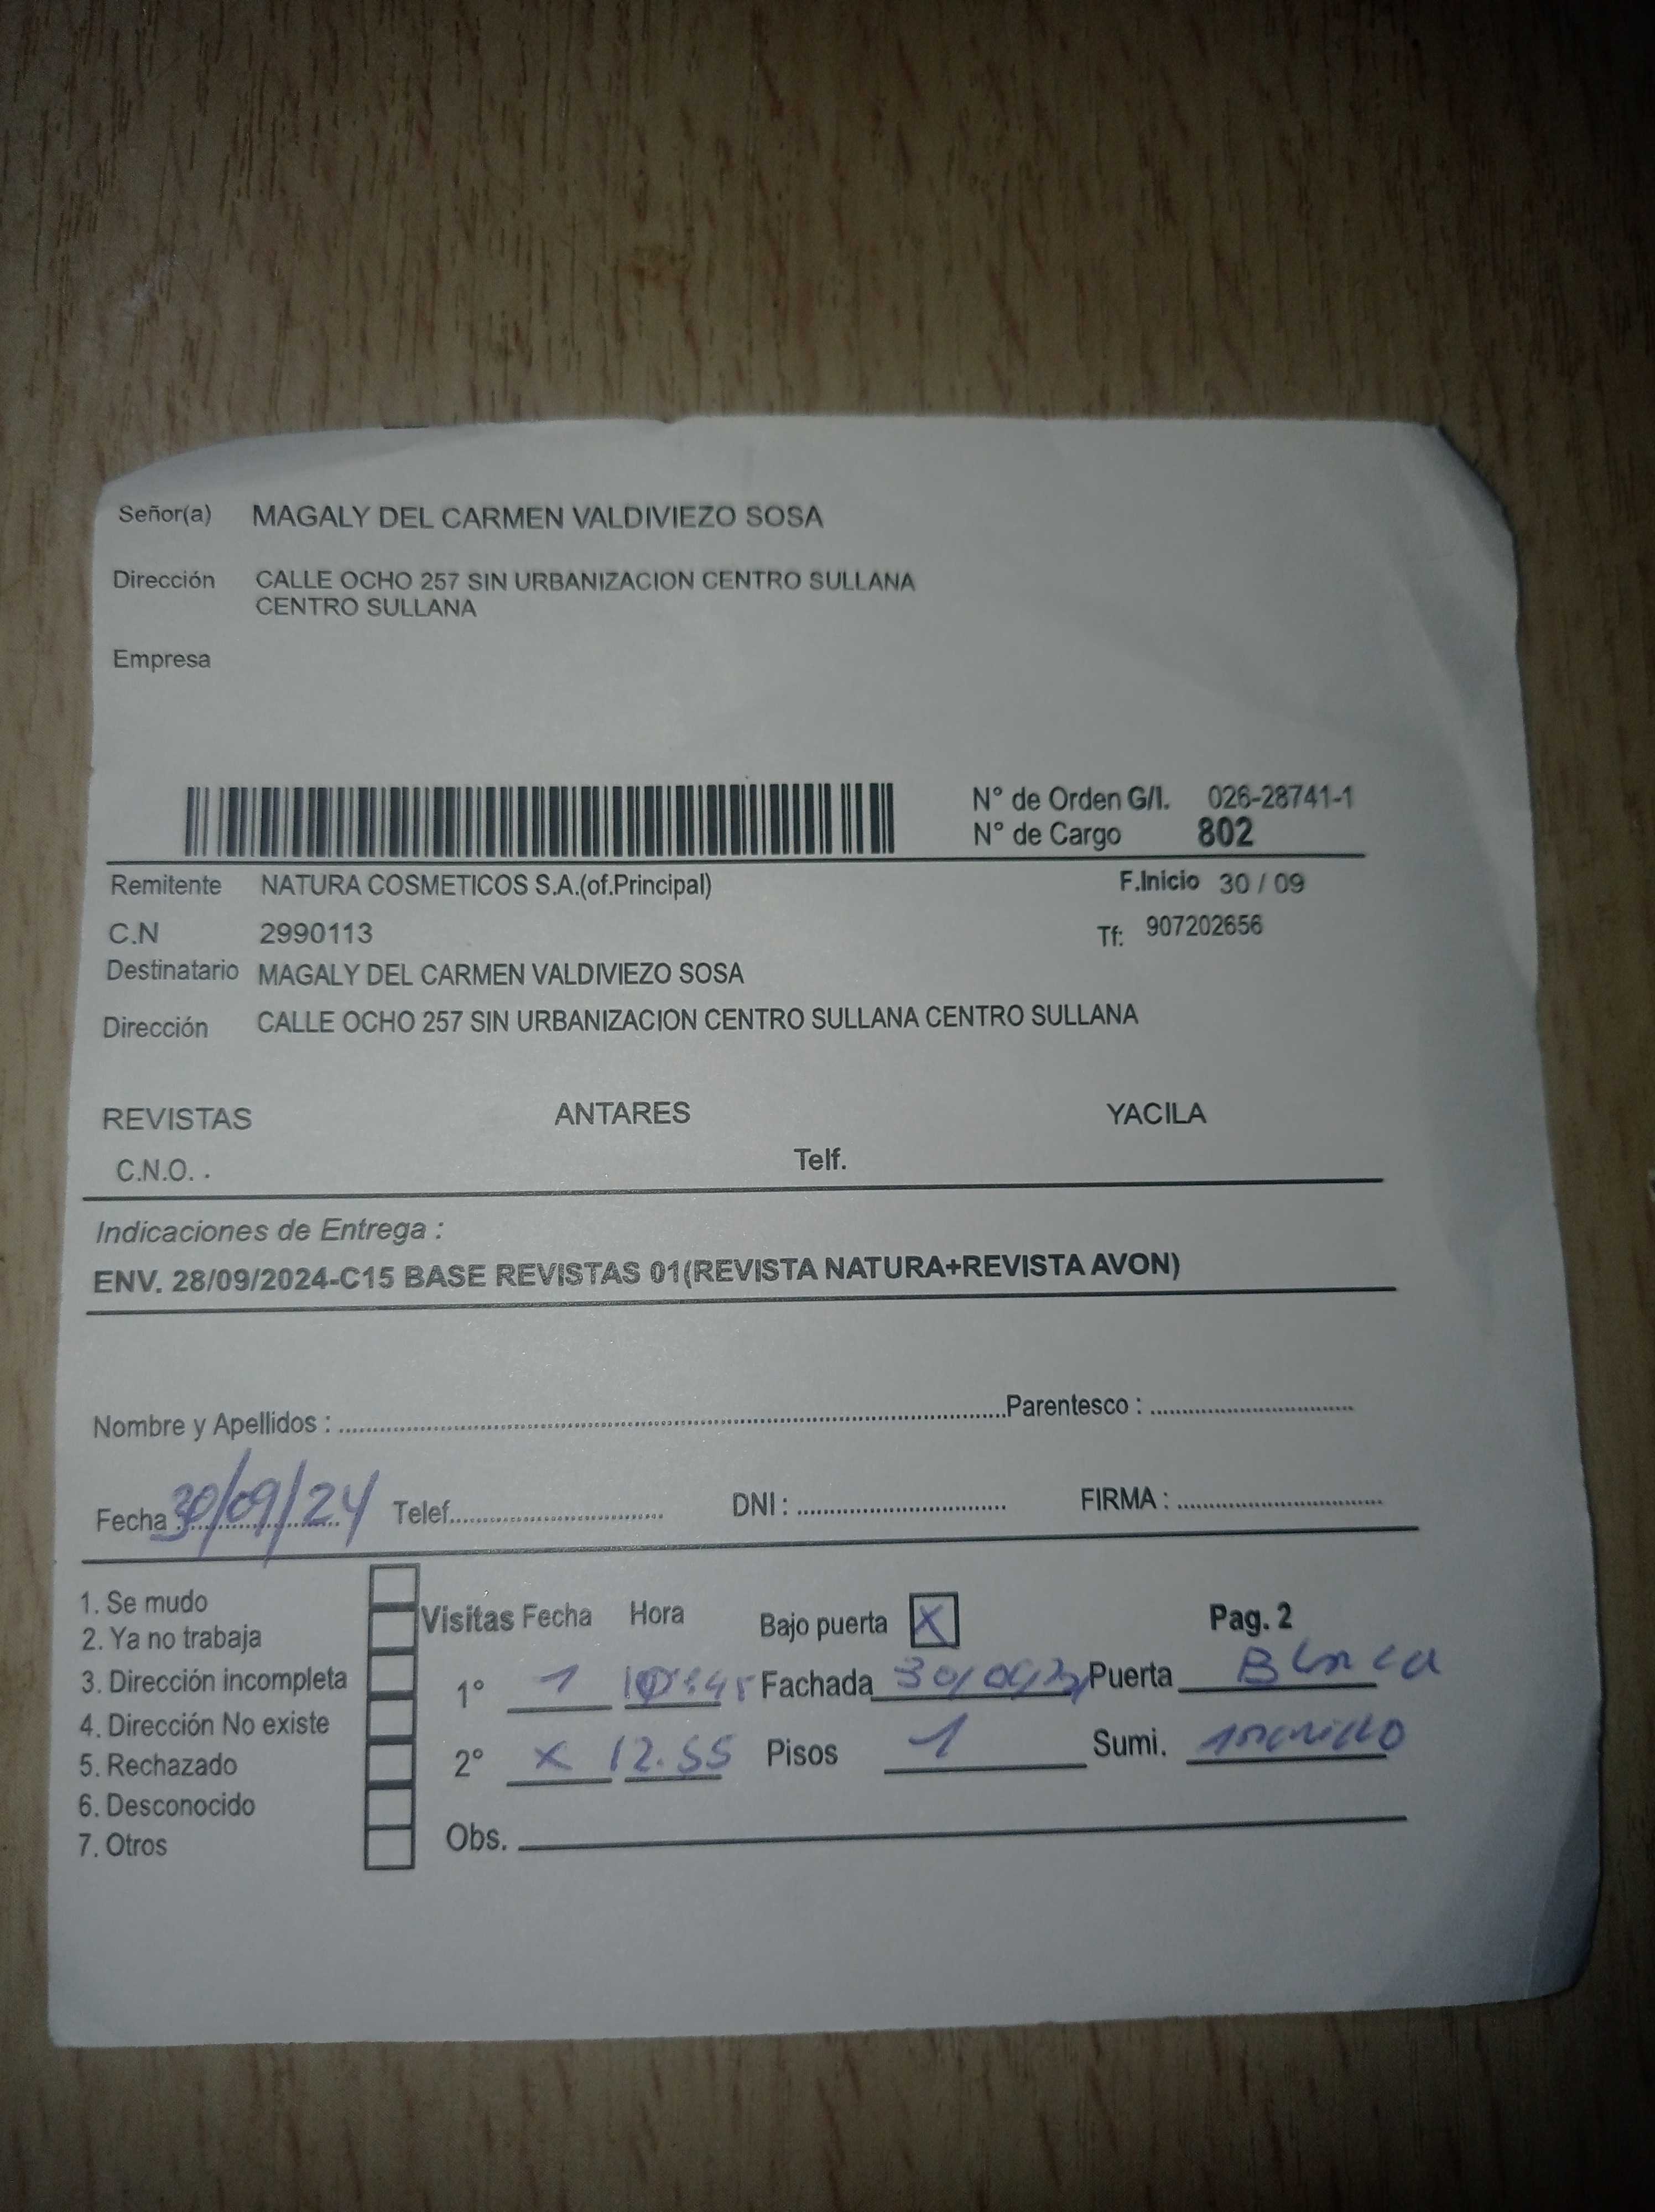 Señor(a) MAGALY DEL CARMEN VALDIVIEZO SOSA
Dirección CALLE OCHO 257 SIN URBANIZACION CENTRO SULLANA
CENTRO SULLANA
Empresa
N° de Orden G/I. 026-28741-1
N° de Cargo 802
Remitente NATURA COSMETICOS S.A.(of.Principal) F.Inicio 30 / 09
C.N 2990113 Tf: 907202656
Destinatario MAGALY DEL CARMEN VALDIVIEZO SOSA
Dirección CALLE OCHO 257 SIN URBANIZACION CENTRO SULLANA CENTRO SULLANA
REVISTAS ANTARES YACILA
C.N.O. . Telf.
Indicaciones de Entrega :
ENV. 28/09/2024-C15 BASE REVISTAS 01(REVISTA NATURA+REVISTA AVON)
Nombre y Apellidos : Parentesco :
Fecha : 30/09/24 Telef. DNI : FIRMA :
1. Se mudo
2. Ya no trabaja
3. Dirección incompleta
4. Dirección No existe
5. Rechazado
6. Desconocido
7. Otros
Visitas Fecha Hora Bajo puerta X Pag. 2
1° 1 Fachada Puerta Blanca
2° x 12.55 Pisos 1 Sumi. amarillo
Obs.